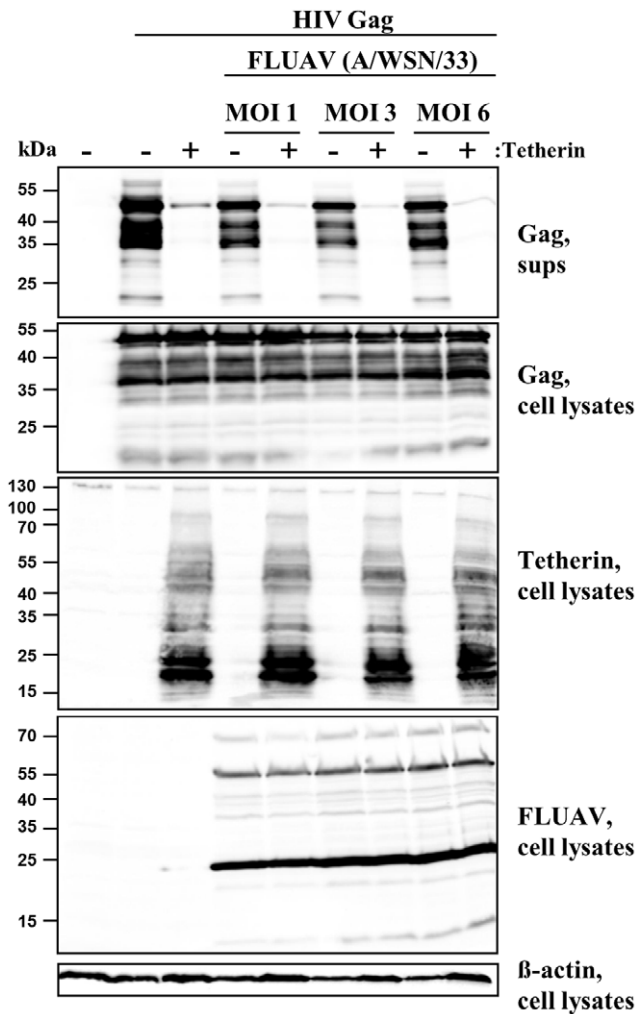 HIV Gag
FLUAV (A/WSN/33)
MOI 1 MOI 3 MOI 6
kDa - - + - + - + - + :Tetherin
55
40
35
25
Gag,
sups
55
40
35
25
Gag,
cell lysates
130
100
70
55
40
35
25
15
Tetherin,
cell lysates
70
55
40
35
25
15
FLUAV,
cell lysates
ß-actin,
cell lysates